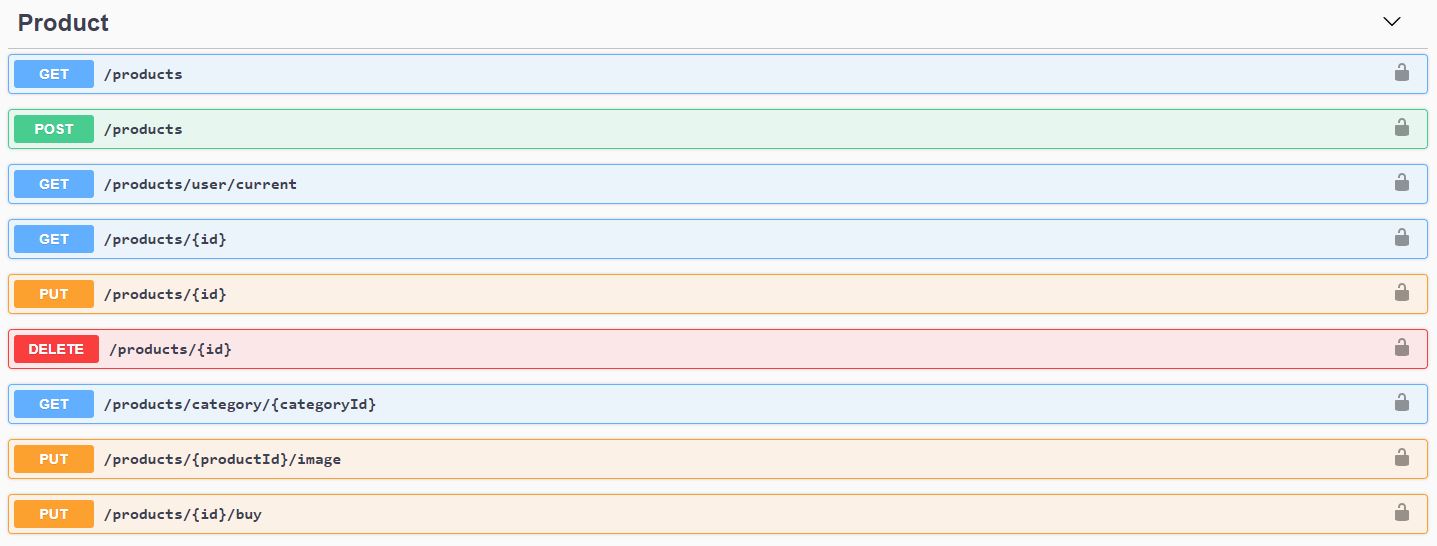 Product
GET /products
POST /products
GET /products/user/current
GET /products/{id}
PUT /products/{id}
DELETE /products/{id}
GET /products/category/{categoryId}
PUT /products/{productId}/image
PUT /products/{id}/buy